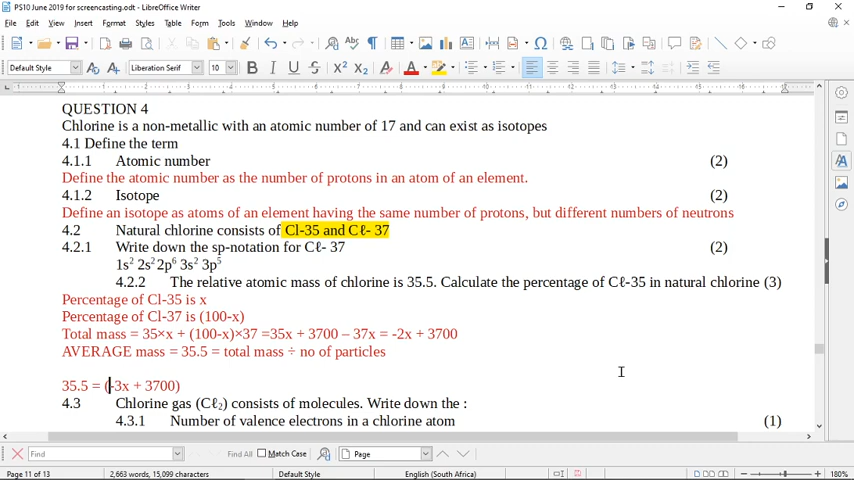 PS10 June 2019 for screencasting.odt - LibreOffice Writer
File Edit View Insert Format Styles Table Form Tools Window Help
Default Style Liberation Serif 10
QUESTION 4
Chlorine is a non-metallic with an atomic number of 17 and can exist as isotopes
4.1 Define the term
4.1.1 Atomic number (2)
Define the atomic number as the number of protons in an atom of an element.
4.1.2 Isotope (2)
Define an isotope as atoms of an element having the same number of protons, but different numbers of neutrons
4.2 Natural chlorine consists of Cl-35 and Cℓ- 37
4.2.1 Write down the sp-notation for Cℓ- 37 (2)
1s² 2s² 2p⁶ 3s² 3p⁵
4.2.2 The relative atomic mass of chlorine is 35.5. Calculate the percentage of Cℓ-35 in natural chlorine (3)
Percentage of Cl-35 is x
Percentage of Cl-37 is (100-x)
Total mass = 35×x + (100-x)×37 =35x + 3700 – 37x = -2x + 3700
AVERAGE mass = 35.5 = total mass ÷ no of particles
35.5 = (-3x + 3700)
4.3 Chlorine gas (Cℓ₂) consists of molecules. Write down the :
4.3.1 Number of valence electrons in a chlorine atom (1)
Find Find All Match Case Page
Page 11 of 13 2,663 words, 15,099 characters Default Style English (South Africa) 180%